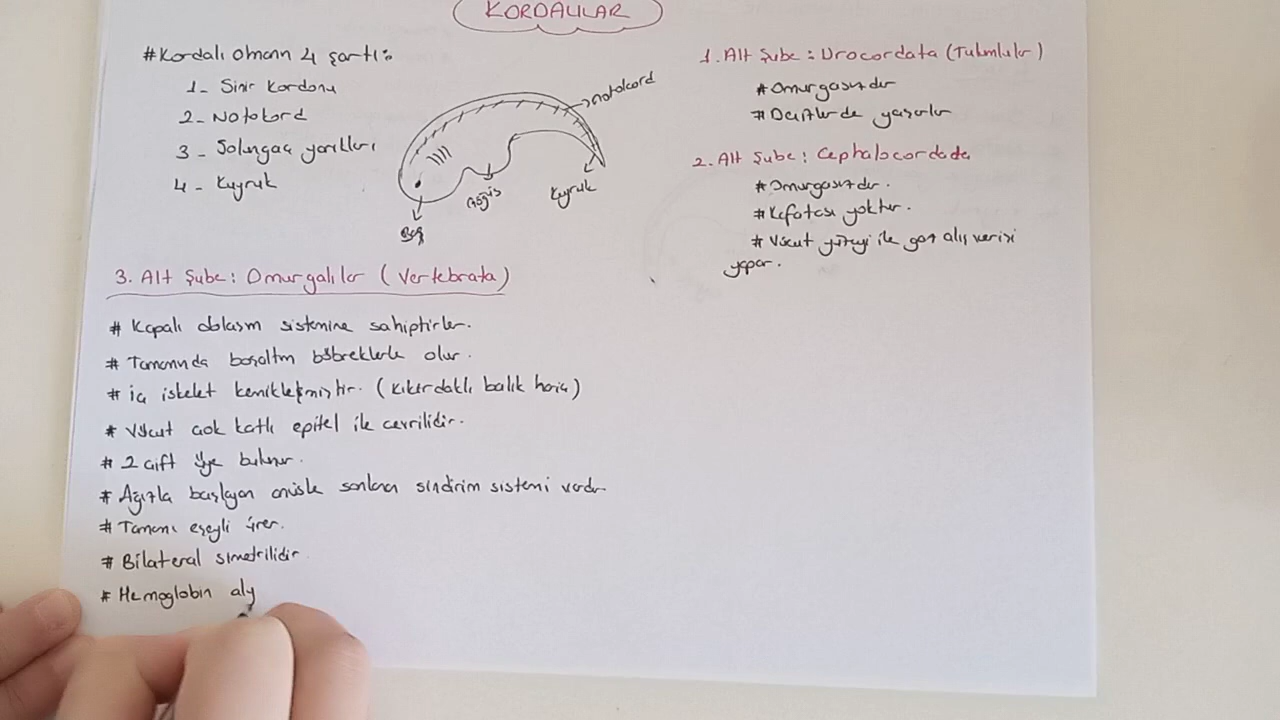 KORDALILAR
#Kordalı olmanın 4 şartı:
1- Sinir kordonu
2- Notokord
3- Solungaç yarıkları
4- Kuyruk
notokord
Kuyruk
Ağız
Baş
1. Alt Şube: Urocordata (Tulumlular)
# Omurgasızdır
# Denizlerde yaşarlar
2. Alt Şube: Cephalocordada
# Omurgasızdır.
# Kafatası yoktur.
# Vücut yüzeyi ile gaz alış verişi
yapar.
3. Alt Şube: Omurgalılar (Vertebrata)
# Kapalı dolaşım sistemine sahiptirler.
# Tamamında boşaltım böbreklerle olur.
# İç iskelet kemikleşmiştir. (Kıkırdaklı balık hariç)
# Vücut çok katlı epitel ile çevrilidir.
# 2 çift üye bulunur.
# Ağızla başlayan anüsle sonlanan sindirim sistemi vardır
# Tamamı eşeyli ürer.
# Bilateral simetrilidir
# Hemoglobin aly